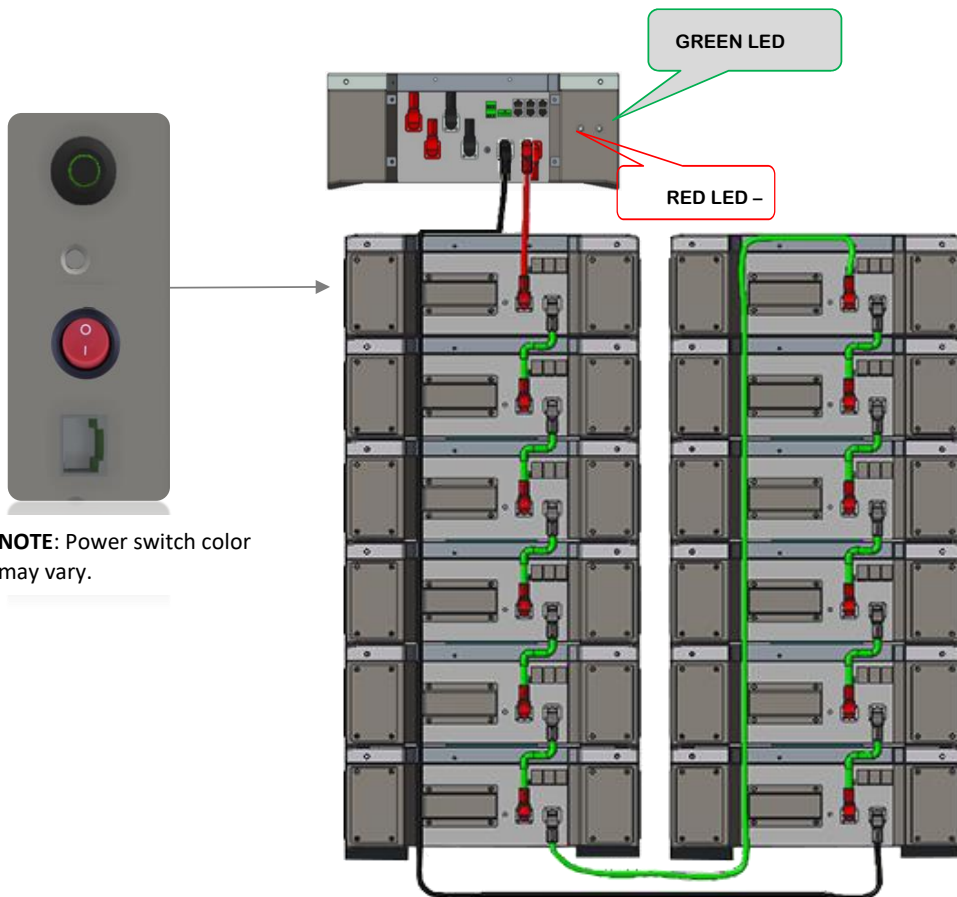 GREEN LED
RED LED –
O
I
NOTE: Power switch color
may vary.